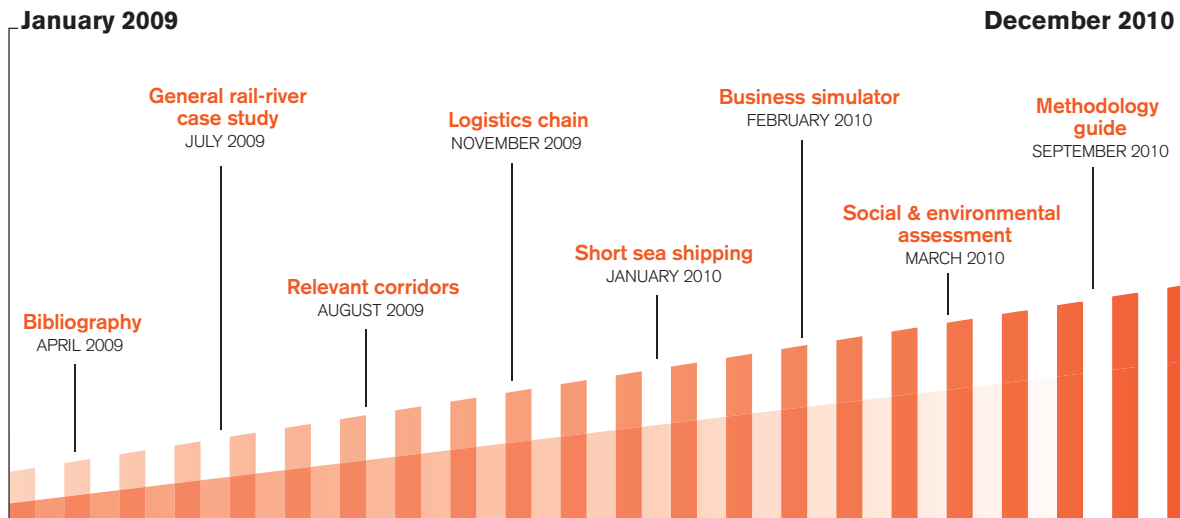 January 2009
December 2010
Bibliography
APRIL 2009
General rail-river
case study
JULY 2009
Relevant corridors
AUGUST 2009
Logistics chain
NOVEMBER 2009
Short sea shipping
JANUARY 2010
Business simulator
FEBRUARY 2010
Social & environmental
assessment
MARCH 2010
Methodology
guide
SEPTEMBER 2010